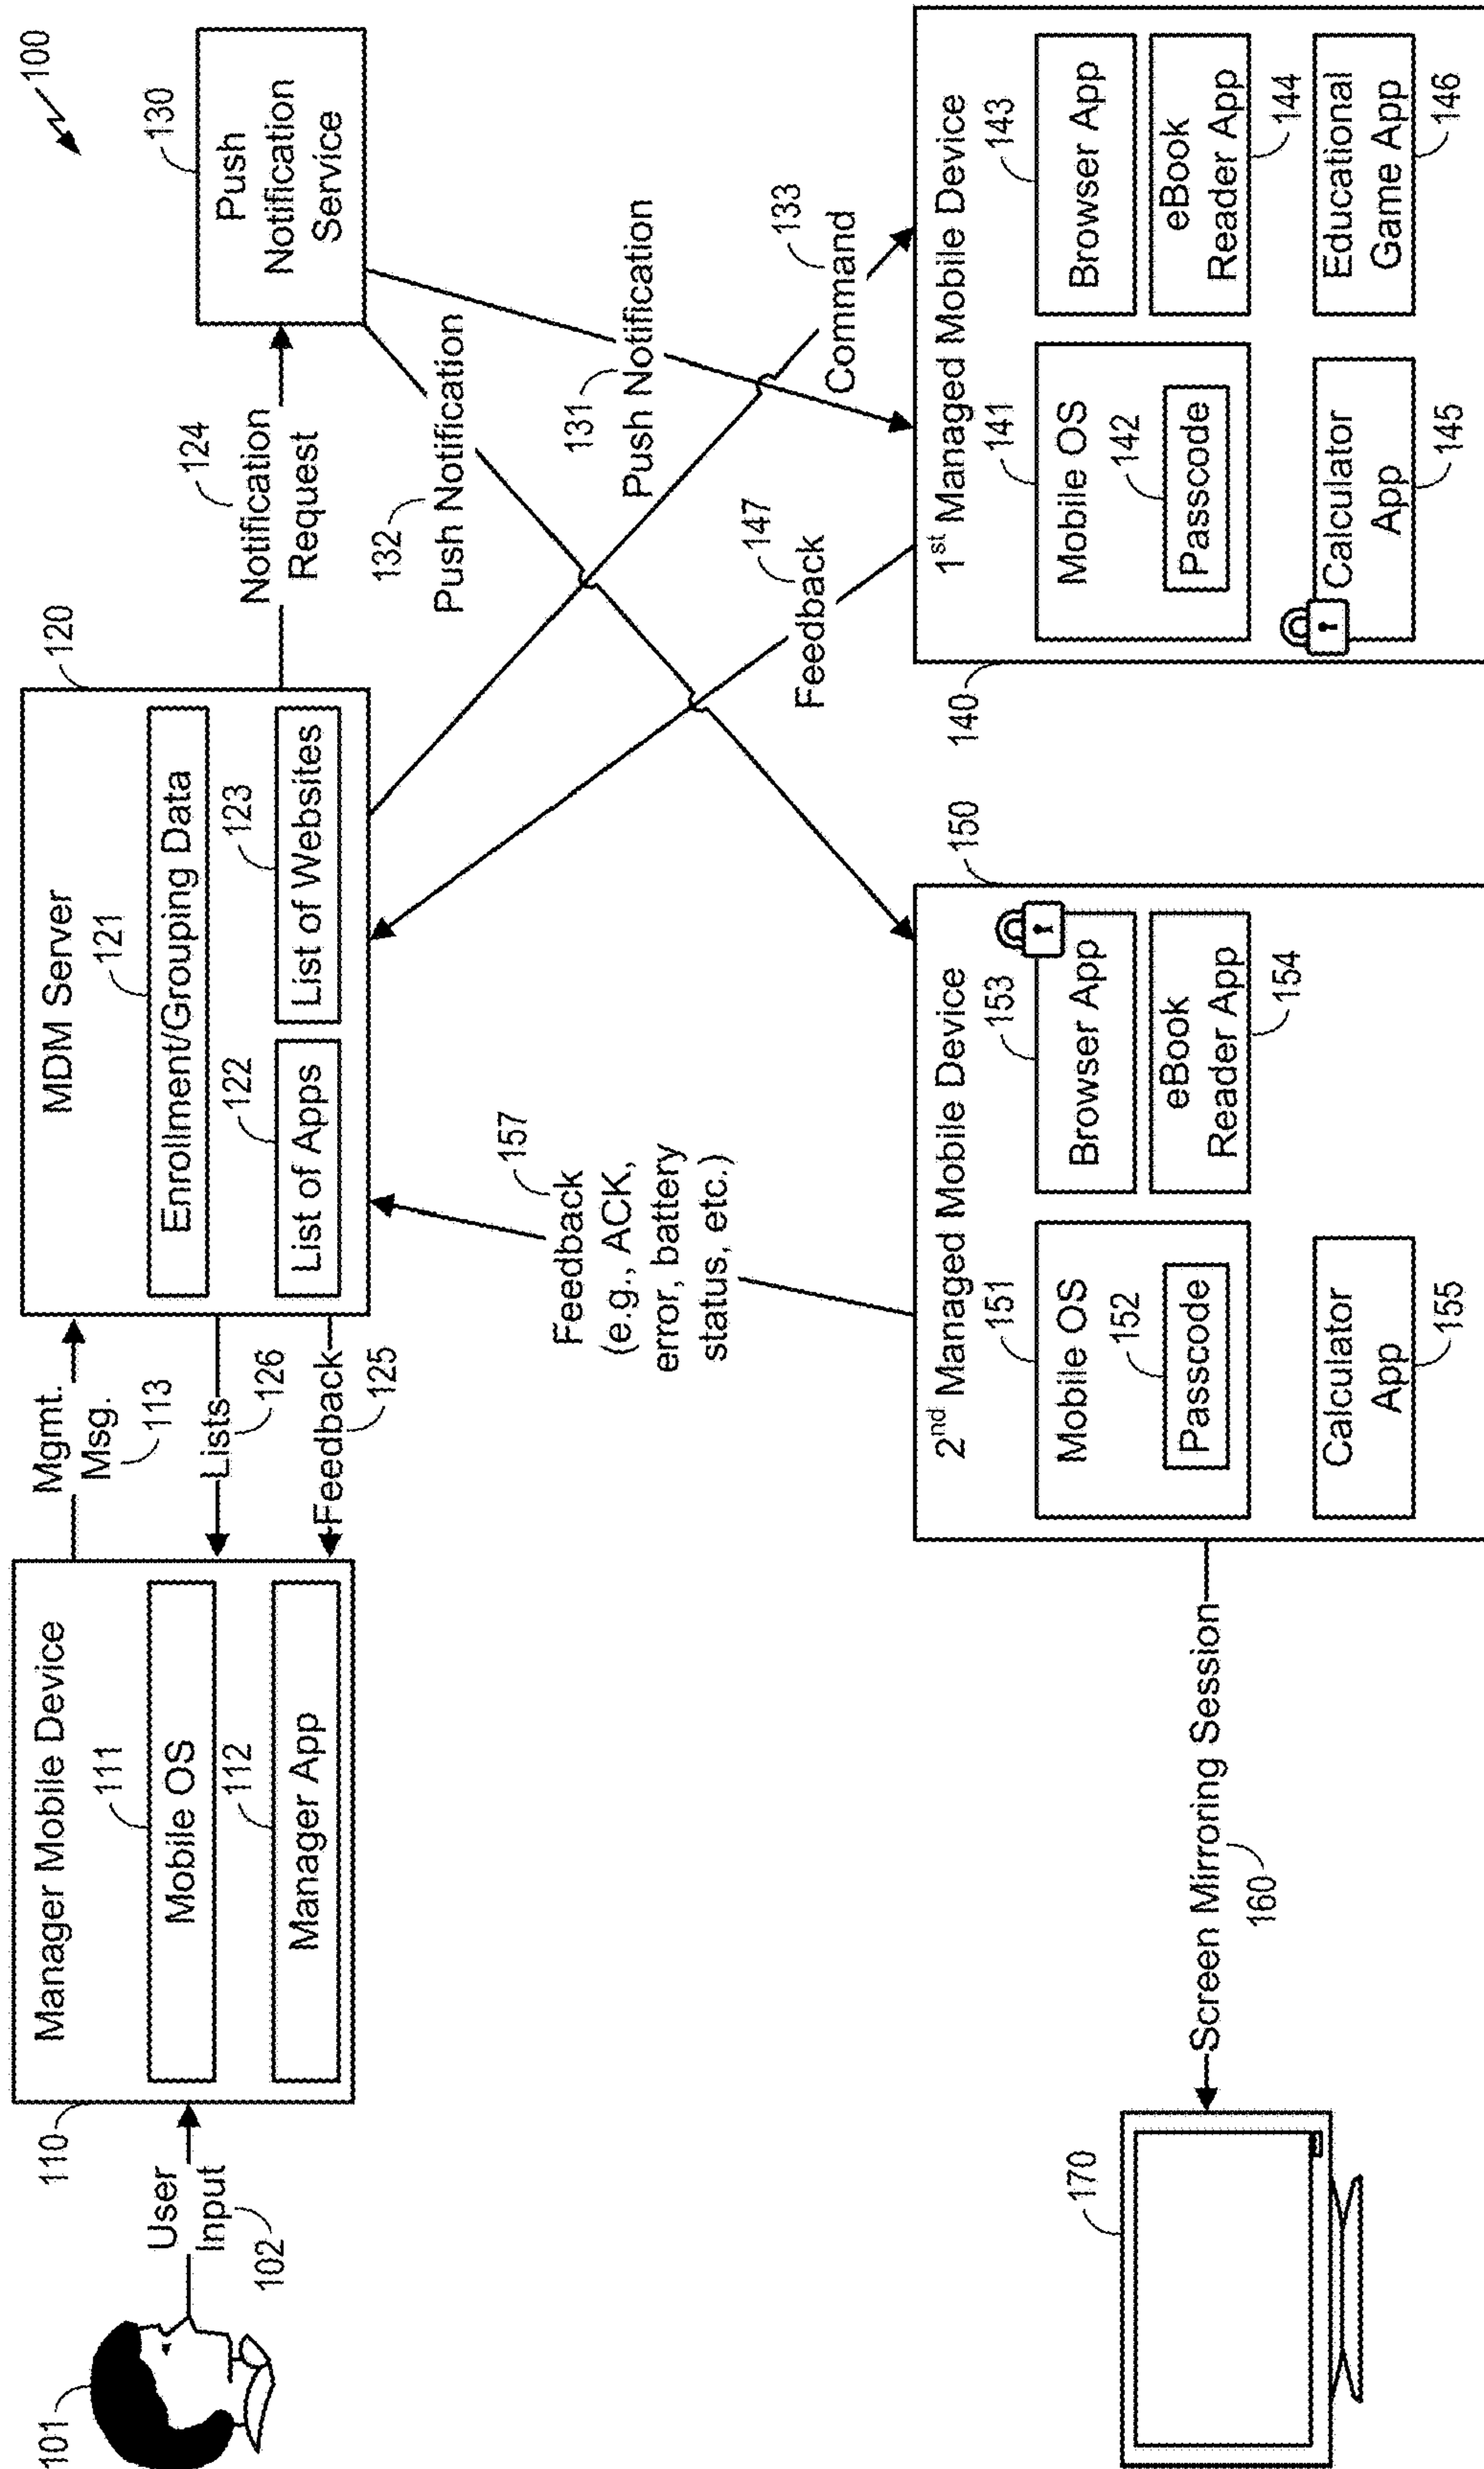 100
101
User
Input
102
110
Manager Mobile Device
111
Mobile OS
112
Manager App
Mgmt.
Msg.
113
Lists
126
Feedback
125
120
MDM Server
121
Enrollment/Grouping Data
122
List of Apps
123
List of Websites
124
Notification
Request
130
Push
Notification
Service
132
Push Notification
131
Push Notification
133
Command
147
Feedback
157
Feedback
(e.g., ACK,
error, battery
status, etc.)
170
Screen Mirroring Session
160
150
2nd Managed Mobile Device
151
Mobile OS
152
Passcode
153
Browser App
eBook
Reader App
154
Calculator
App
155
140
1st Managed Mobile Device
141
Mobile OS
142
Passcode
143
Browser App
eBook
Reader App
144
Calculator
App
145
Educational
Game App
146